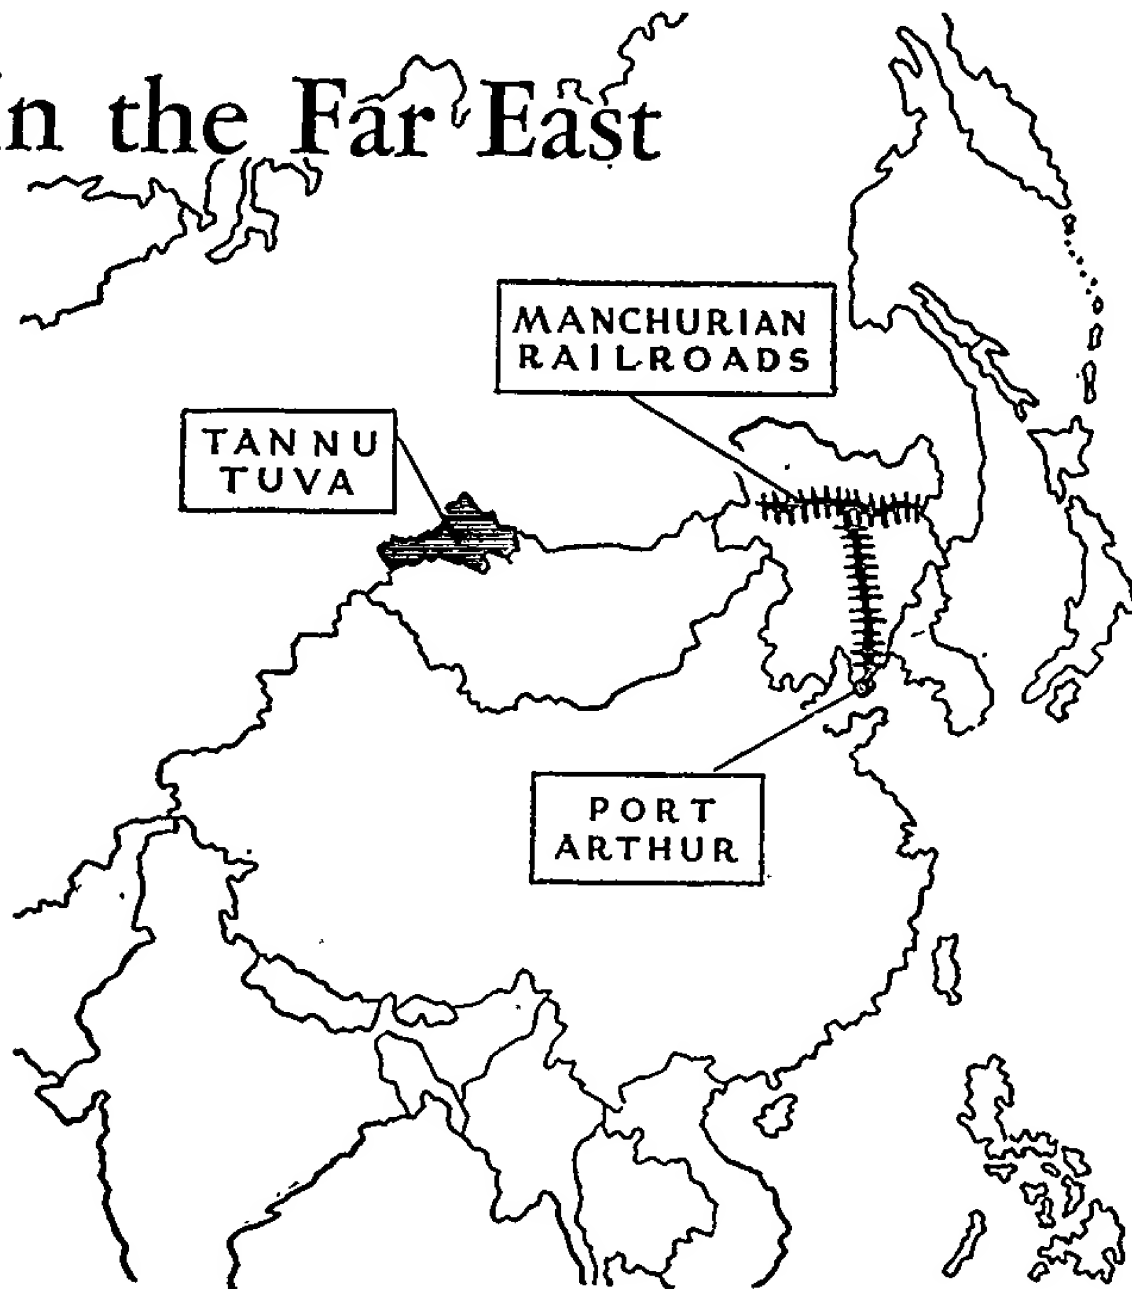 in the Far East
MANCHURIAN
RAILROADS
TANNU
TUVA
PORT
ARTHUR